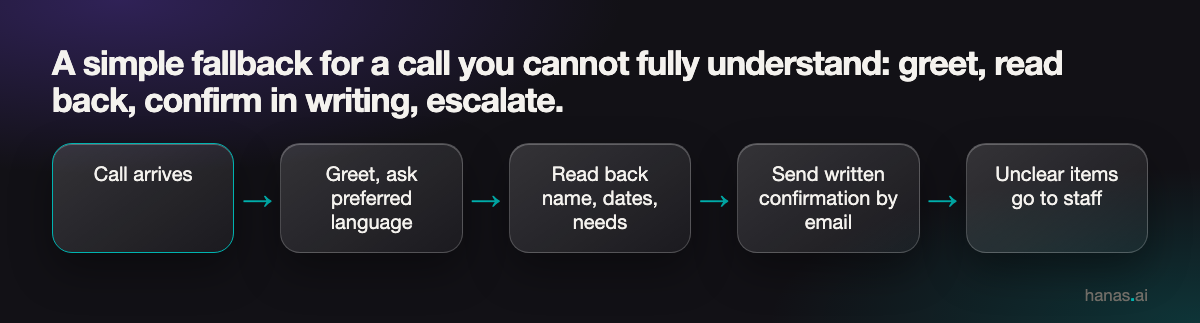 A simple fallback for a call you cannot fully understand: greet, read
back, confirm in writing, escalate.
Call arrives
→
Greet, ask
preferred
language
→
Read back
name, dates,
needs
→
Send written
confirmation by
email
→
Unclear items
go to staff
hanas.ai